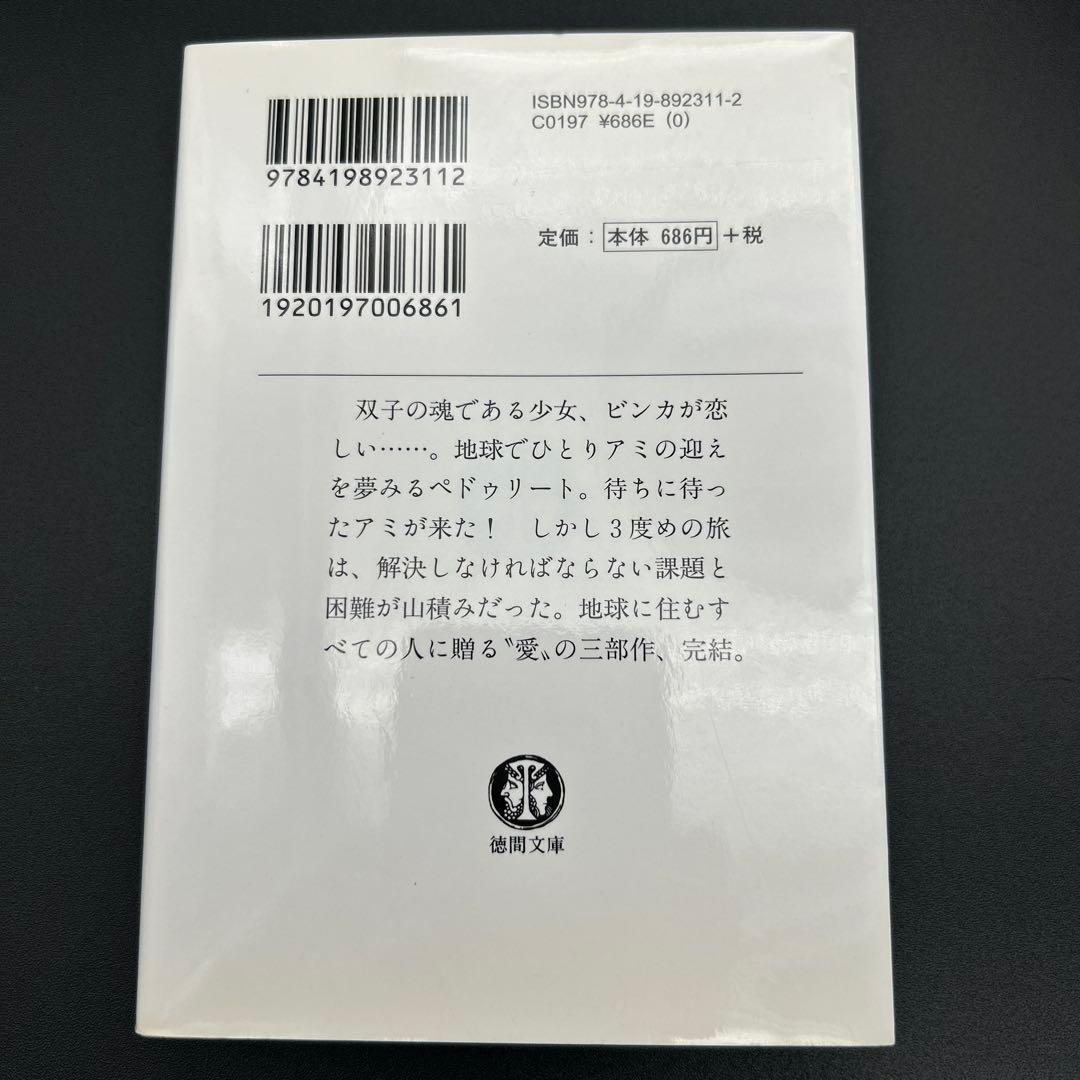 ISBN978-4-19-892311-2
C0197 ¥686E (0)
9784198923112
定価：本体 686円＋税
1920197006861
双子の魂である少女、ビンカが恋
しい……。地球でひとりアミの迎え
を夢みるペドゥリート。待ちに待っ
たアミが来た！　しかし３度めの旅
は、解決しなければならない課題と
困難が山積みだった。地球に住むす
べての人に贈る〝愛〟の三部作、完結。
徳間文庫